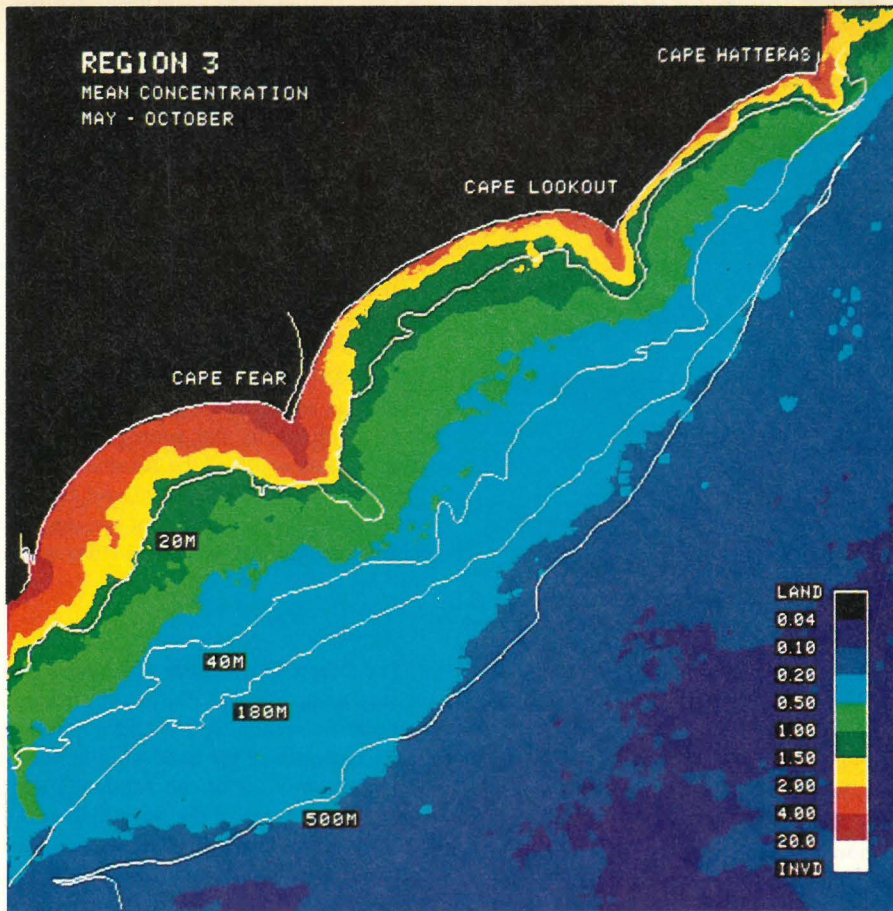 REGION 3
MEAN CONCENTRATION
MAY - OCTOBER
CAPE HATTERAS
CAPE LOOKOUT
CAPE FEAR
20M
40M
180M
500M
LAND
0.04
0.10
0.20
0.50
1.00
1.50
2.00
4.00
20.0
INVD